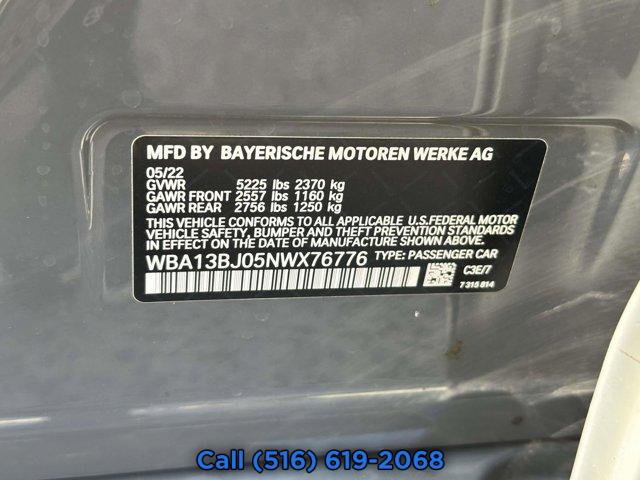 MFD BY BAYERISCHE MOTOREN WERKE AG
05/22
GVWR 5225 lbs 2370 kg
GAWR FRONT 2557 lbs 1160 kg
GAWR REAR 2756 lbs 1250 kg
THIS VEHICLE CONFORMS TO ALL APPLICABLE U.S.FEDERAL MOTOR
VEHICLE SAFETY, BUMPER, AND THEFT PREVENTION STANDARDS
IN EFFECT ON THE DATE OF MANUFACTURE SHOWN ABOVE.
WBA13BJ05NWX76776 TYPE: PASSENGER CAR
C3E/7
7 315 014
Call (516) 619-2068